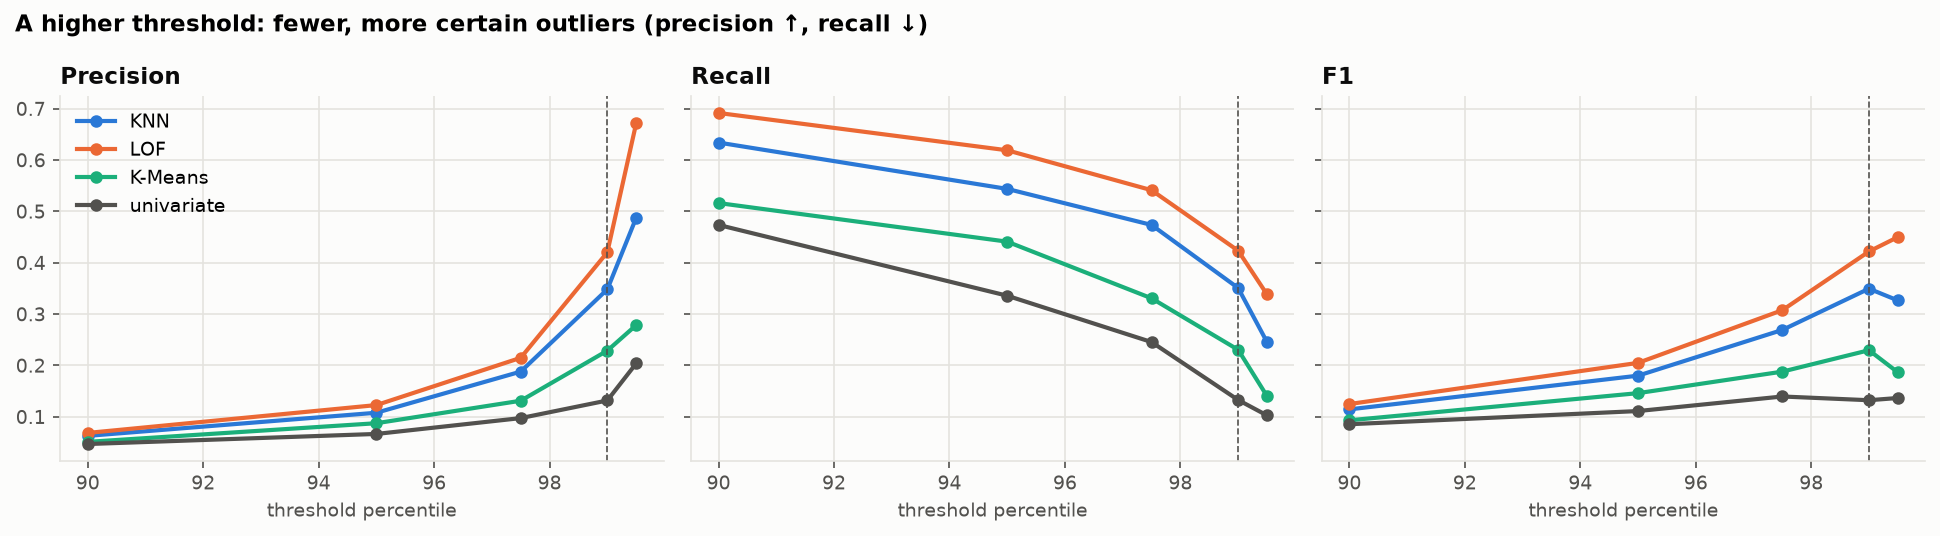 A higher threshold: fewer, more certain outliers (precision ↑, recall ↓)
Precision
Recall
F1
KNN
LOF
K-Means
univariate
0.7
0.6
0.5
0.4
0.3
0.2
0.1
90 92 94 96 98
90 92 94 96 98
90 92 94 96 98
threshold percentile
threshold percentile
threshold percentile